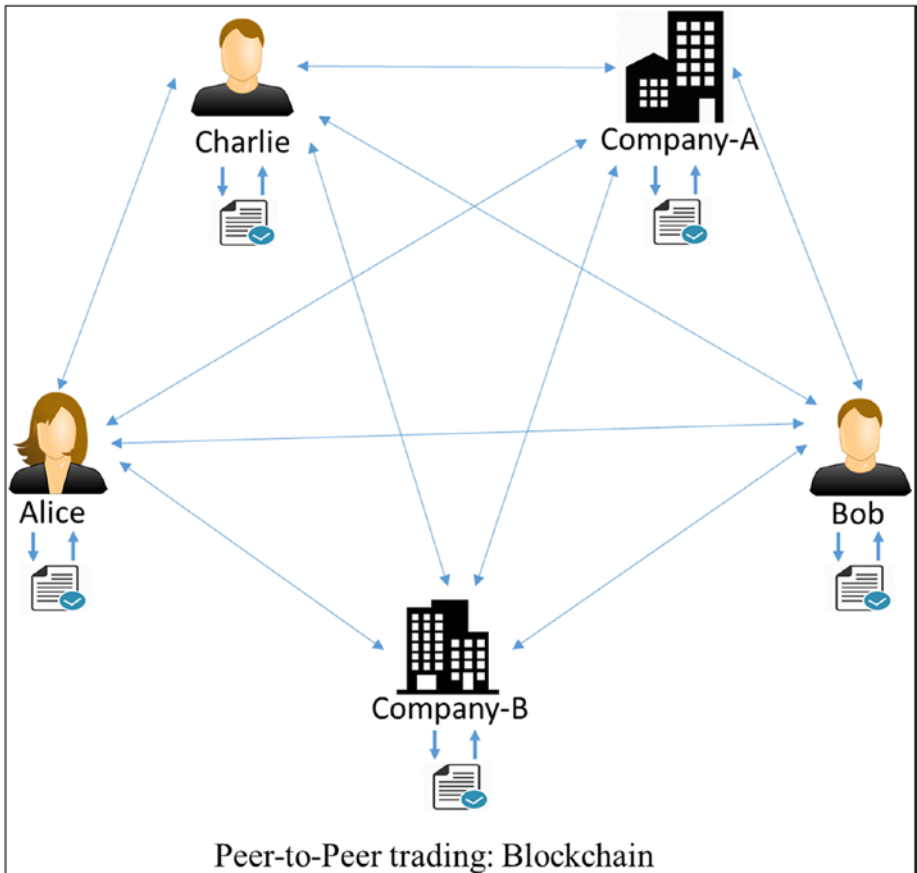 Charlie
Company-A
Alice
Bob
Company-B
Peer-to-Peer trading: Blockchain